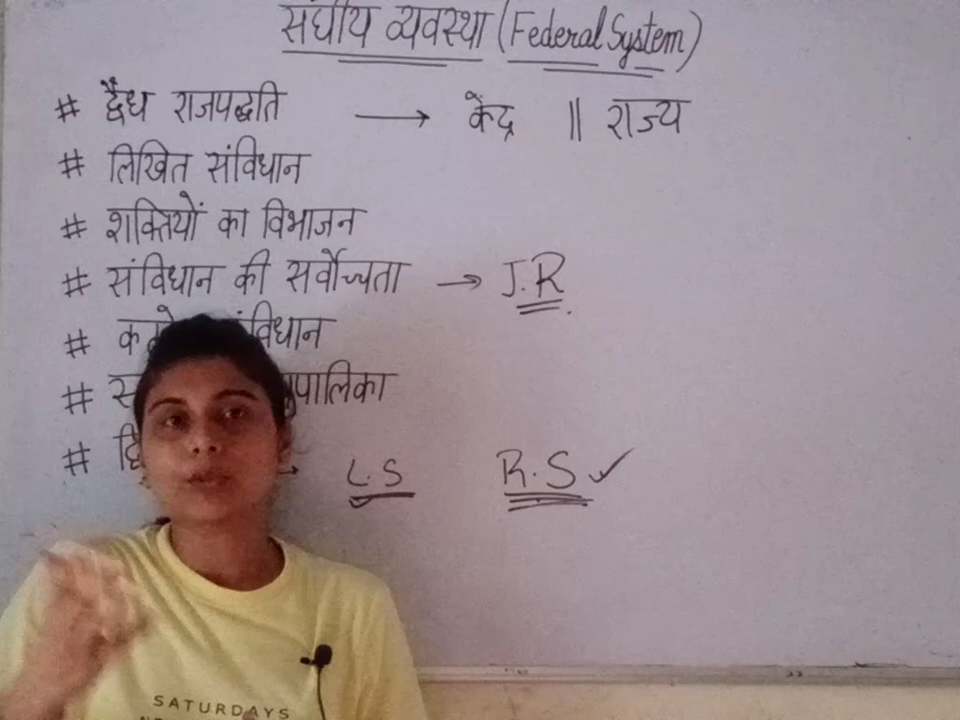 संघीय व्यवस्था (Federal System)
# द्वैध राजपद्धति → केंद्र || राज्य
# लिखित संविधान
# शक्तियों का विभाजन
# संविधान की सर्वोच्चता → J.R.
#
#
# → L.S R.S ✓
SATURDAYS